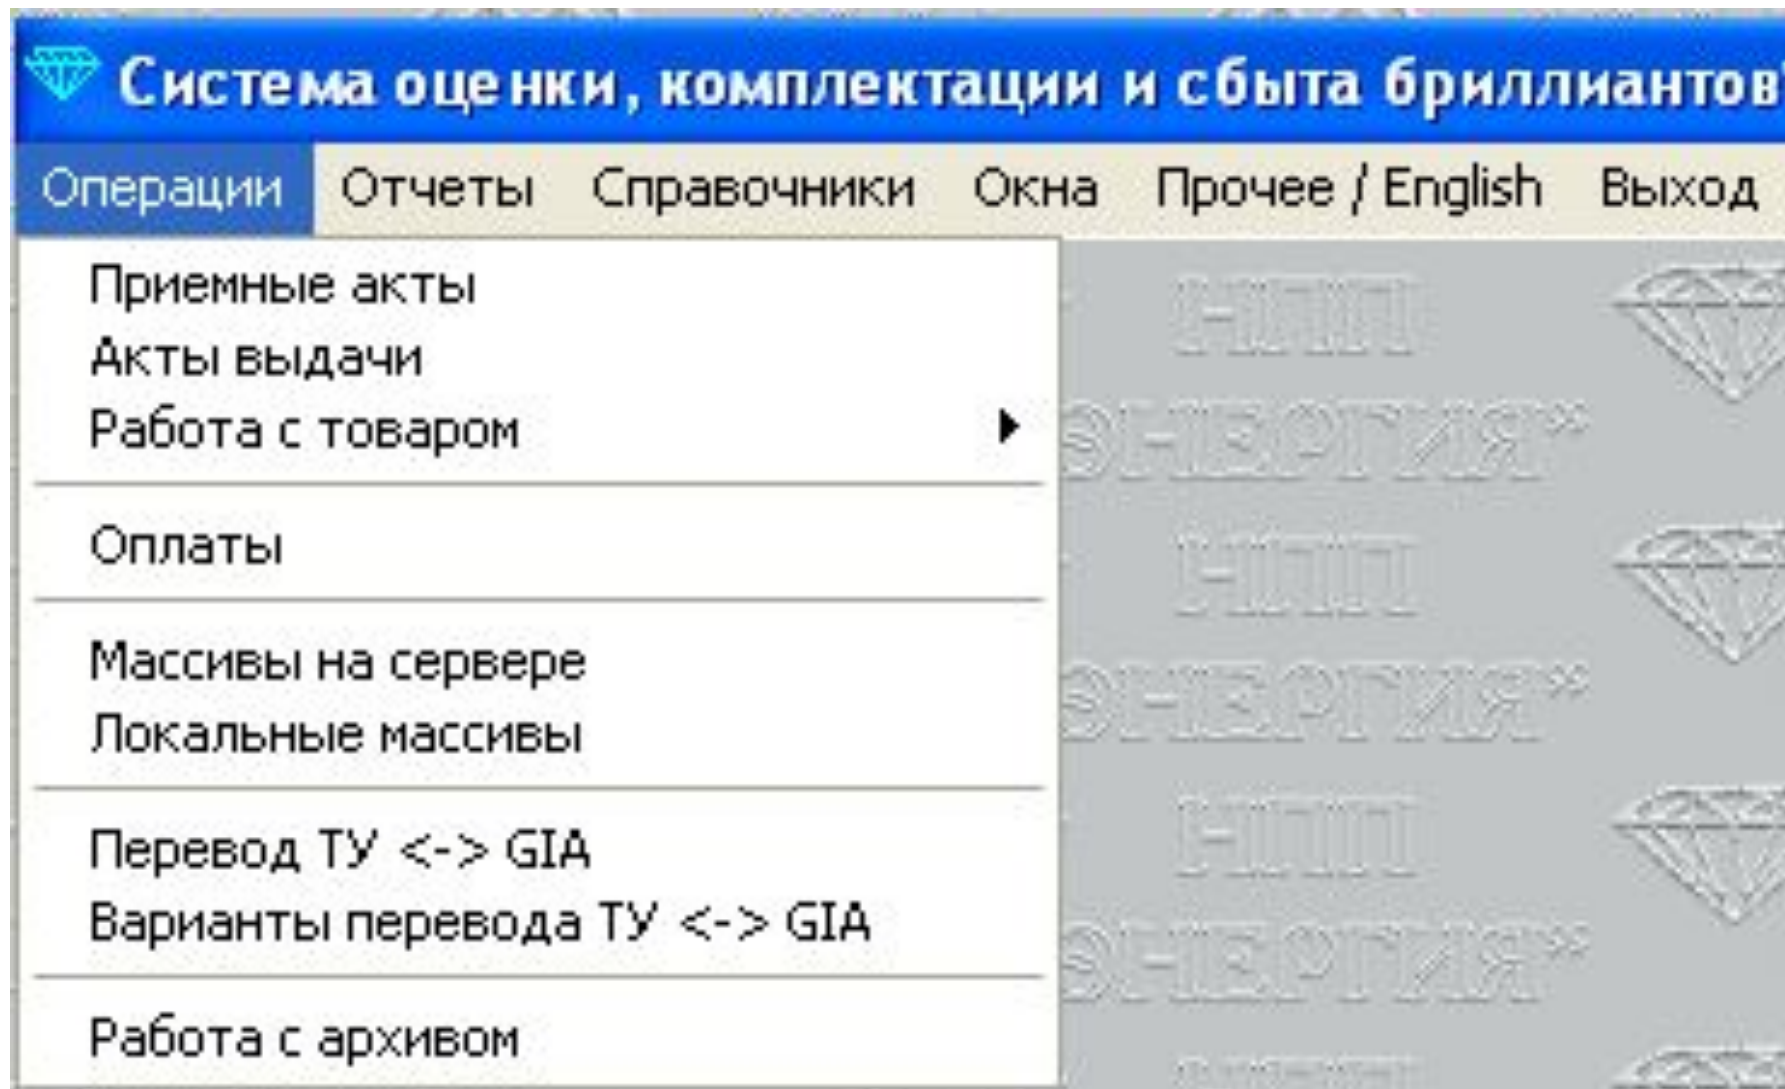 Система оценки, комплектации и сбыта бриллиантов"
Операции Отчеты Справочники Окна Прочее / English Выход
Приемные акты
Акты выдачи
Работа с товаром
Оплаты
Массивы на сервере
Локальные массивы
Перевод ТУ <-> GIA
Варианты перевода ТУ <-> GIA
Работа с архивом
НПП
ЭНЕРГИЯ"
НПП
ЭНЕРГИЯ"
НПП
ЭНЕРГИЯ"